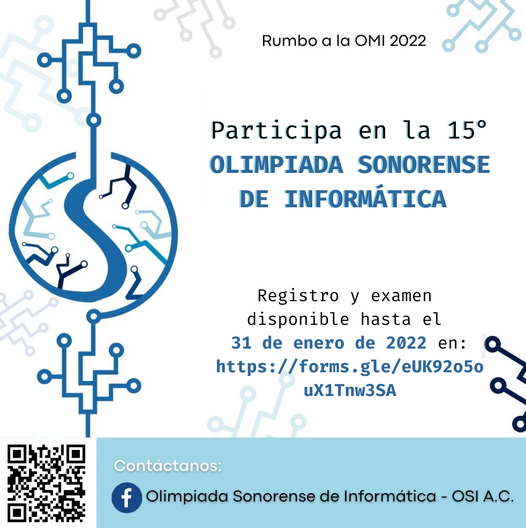 Rumbo a la OMI 2022
Participa en la 15°
OLIMPIADA SONORENSE
DE INFORMÁTICA
Registro y examen
disponible hasta el
31 de enero de 2022 en:
https://forms.gle/eUK92o5o
uX1Tnw3SA
Contáctanos:
Olimpiada Sonorense de Informática - OSI A.C.